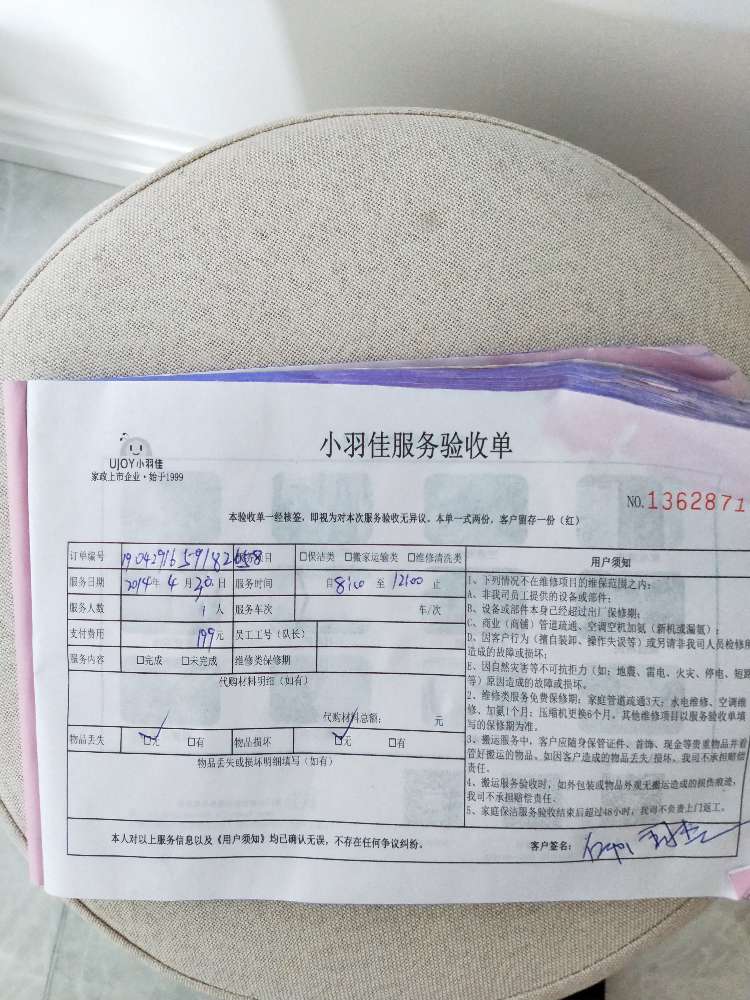 UJOY小羽佳
家政上市企业·始于1999
小羽佳服务验收单
NO.1362871
本验收单一经核签,即视为对本次服务验收无异议。本单一式两份,客户留存一份(红)
订单编号 □保洁类 □搬家运输类 □维修清洗类
服务日期 2014年 4 月 30 日 服务时间 自 8:00 至 12:00 止
服务人数 1 人 服务车次 车/次
支付费用 199元 员工工号(队长)
服务内容 □完成 □未完成 维修类保修期
代购材料明细(如有)
代购材料总额: 元
物品丢失 □无 □有 物品损坏 □无 □有
物品丢失或损坏明细填写(如有)
用户须知
1、下列情况不在维修项目的维保范围之内:
A、非我司员工提供的设备或部件;
B、设备或部件本身已经超过出厂保修期;
C、商业(商铺)管道疏通、空调空机加氨(新机或漏氨);
D、因客户行为(擅自装卸、操作失误等)或另请非我司人员检修所
造成的故障或损坏;
E、因自然灾害等不可抗拒力(如:地震、雷电、火灾、停电、短路
等)原因造成的故障或损坏。
2、维修类服务免费保修期:家庭管道疏通3天;水电维修、空调维
修、加氨1个月;压缩机更换6个月。其他维修项目以服务验收单填
写的保修期为准。
3、搬运服务中,客户应随身保管证件、首饰、现金等贵重物品并看
管好搬运的物品。如因客户造成的物品丢失/损坏,我司不承担赔偿
责任。
4、搬运服务验收时,如外包装或物品外观无搬运造成的损伤痕迹,
我司不承担赔偿责任.
5、家庭保洁服务验收结束后超过48小时,我司不负责上门返工。
本人对以上服务信息以及《用户须知》均已确认无误,不存在任何争议纠纷。
客户签名: